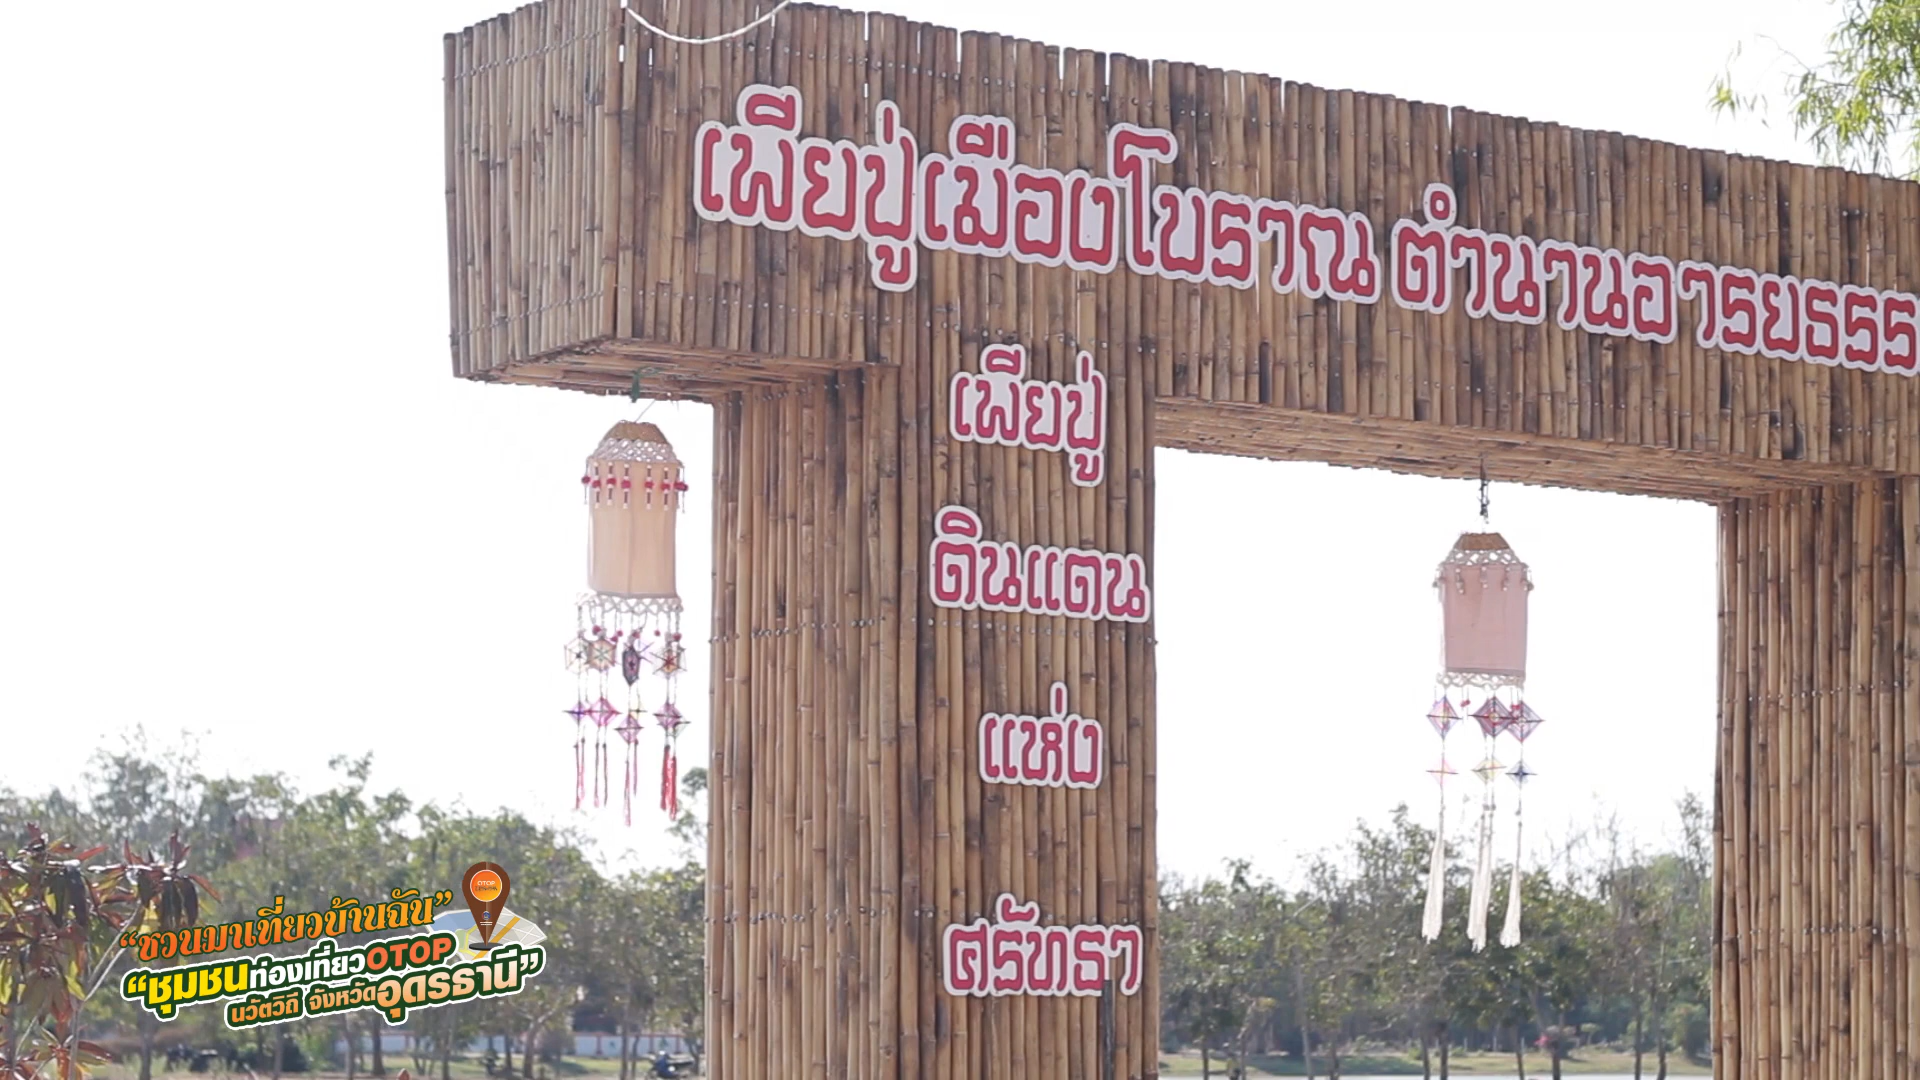 เพียปู่เมืองโบราณ ตำนานอารยธรร
เพียปู่
ดินแดน
แห่ง
ศรัทธา
“ชวนมาเที่ยวบ้านฉัน”
“ชุมชนท่องเที่ยวOTOP
นวัตวิถี จังหวัดอุดรธานี”
OTOP